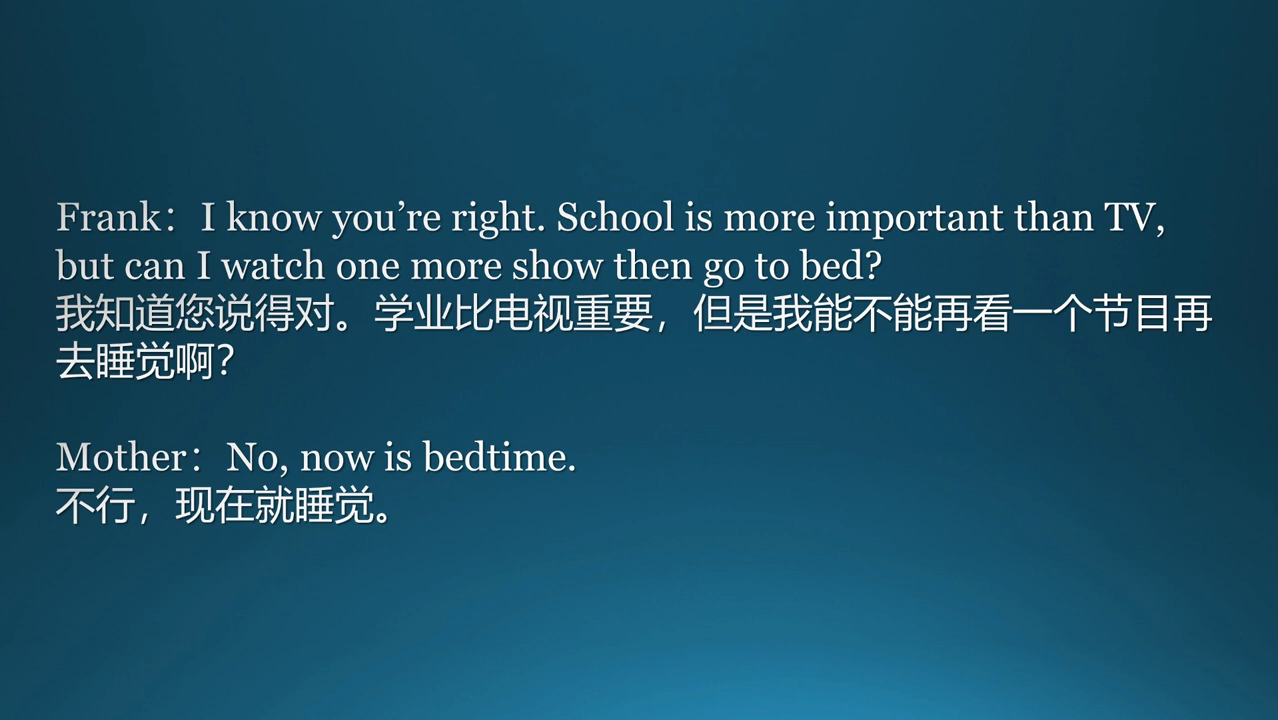 Frank：I know you’re right. School is more important than TV,
but can I watch one more show then go to bed?
我知道您说得对。学业比电视重要，但是我能不能再看一个节目再
去睡觉啊？
Mother：No, now is bedtime.
不行，现在就睡觉。